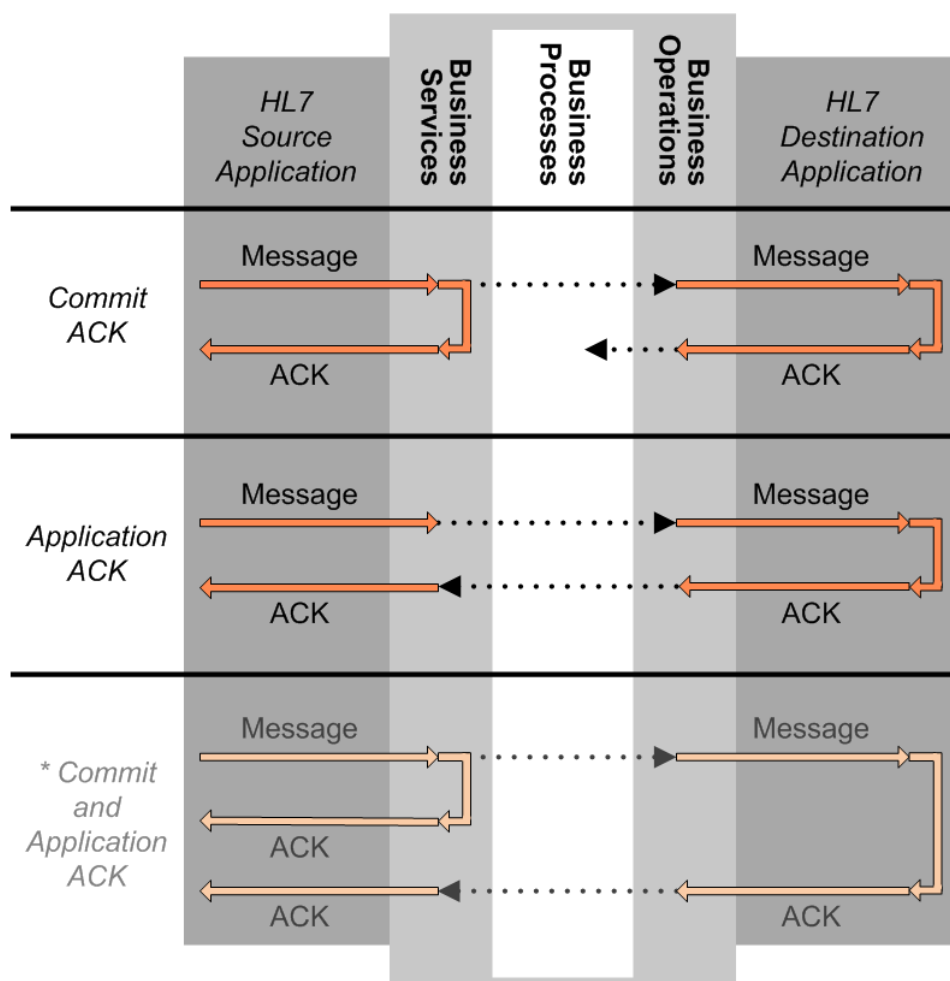 HL7
Source
Application
Business
Services
Business
Processes
Business
Operations
HL7
Destination
Application
Commit
ACK
Message
Message
ACK
ACK
Application
ACK
Message
Message
ACK
ACK
* Commit
and
Application
ACK
Message
Message
ACK
ACK
ACK